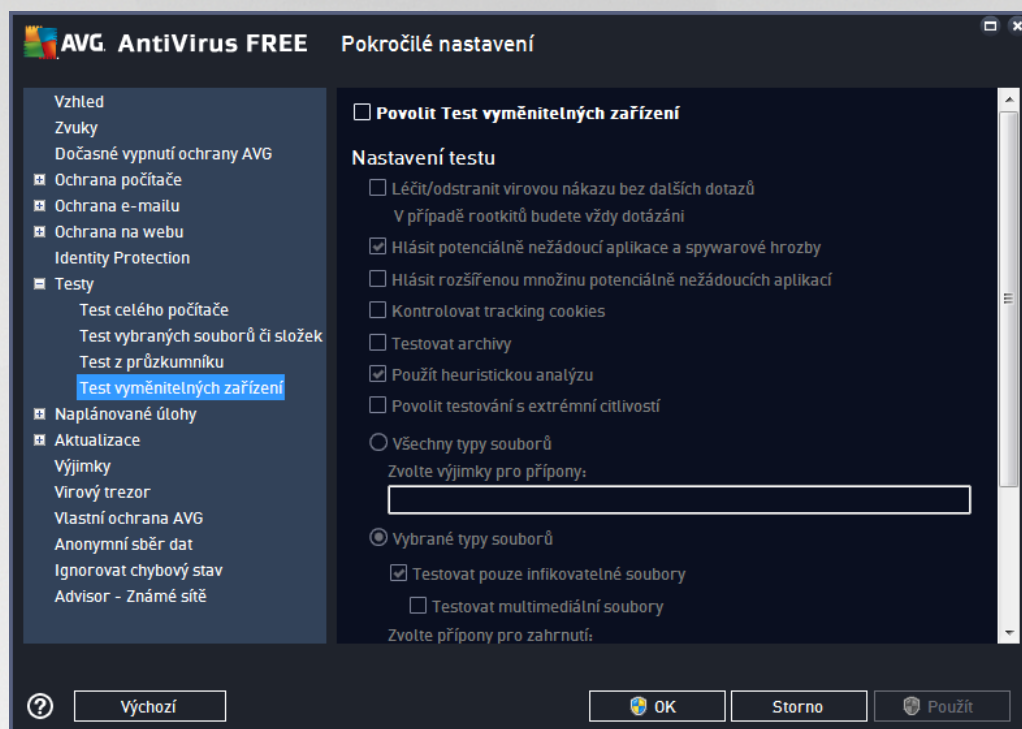 AVG. AntiVirus FREE
Pokročilé nastavení
Vzhled
Zvuky
Dočasné vypnutí ochrany AVG
Ochrana počítače
Ochrana e-mailu
Ochrana na webu
Identity Protection
Testy
Test celého počítače
Test vybraných souborů či složek
Test z průzkumníku
Test vyměnitelných zařízení
Naplánované úlohy
Aktualizace
Výjimky
Virový trezor
Vlastní ochrana AVG
Anonymní sběr dat
Ignorovat chybový stav
Advisor - Známé sítě
Povolit Test vyměnitelných zařízení
Nastavení testu
Léčit/odstranit virovou nákazu bez dalších dotazů
V případě rootkitů budete vždy dotázáni
Hlásit potenciálně nežádoucí aplikace a spywarové hrozby
Hlásit rozšířenou množinu potenciálně nežádoucích aplikací
Kontrolovat tracking cookies
Testovat archivy
Použít heuristickou analýzu
Povolit testování s extrémní citlivostí
Všechny typy souborů
Zvolte výjimky pro přípony:
Vybrané typy souborů
Testovat pouze infikovatelné soubory
Testovat multimediální soubory
Zvolte přípony pro zahrnutí:
Výchozí
OK
Storno
Použít